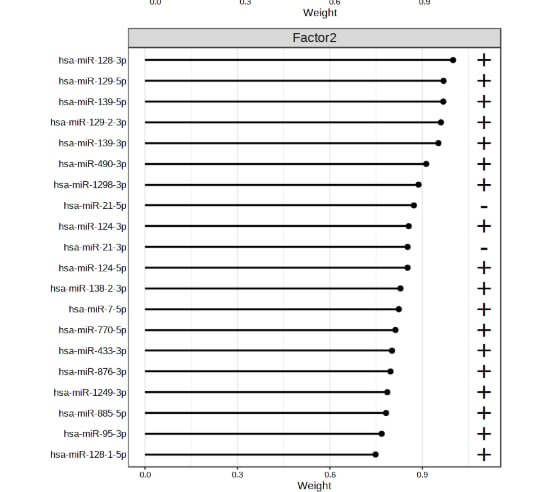 0.0 0.3 0.6 0.9
Weight
Factor2
hsa-miR-128-3p +
hsa-miR-129-5p +
hsa-miR-139-5p +
hsa-miR-129-2-3p +
hsa-miR-139-3p +
hsa-miR-490-3p +
hsa-miR-1298-3p +
hsa-miR-21-5p -
hsa-miR-124-3p +
hsa-miR-21-3p -
hsa-miR-124-5p +
hsa-miR-138-2-3p +
hsa-miR-7-5p +
hsa-miR-770-5p +
hsa-miR-433-3p +
hsa-miR-876-3p +
hsa-miR-1249-3p +
hsa-miR-885-5p +
hsa-miR-95-3p +
hsa-miR-128-1-5p +
0.0 0.3 0.6 0.9
Weight